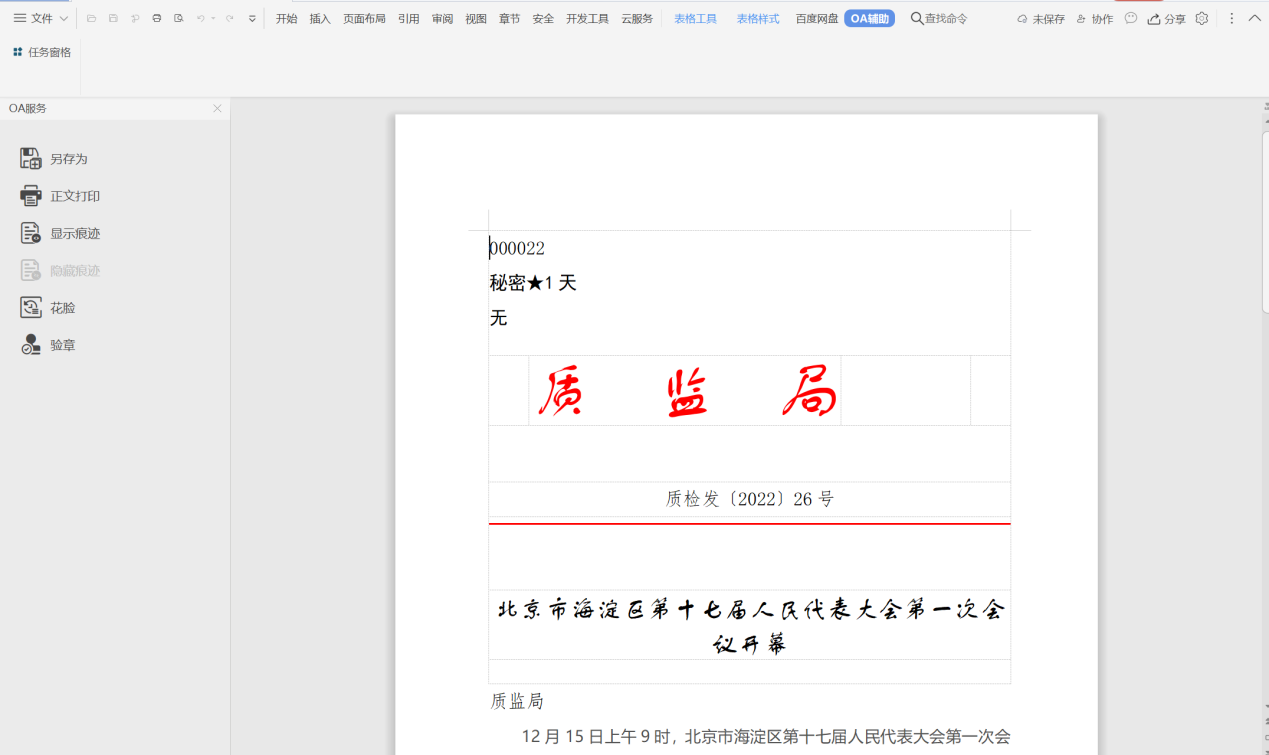 文件 开始 插入 页面布局 引用 审阅 视图 章节 安全 开发工具 云服务 表格工具 表格样式 百度网盘 OA辅助 查找命令 未保存 协作 分享
任务窗格
OA服务
另存为
正文打印
显示痕迹
隐藏痕迹
花脸
验章
000022
秘密★1 天
无
质 监 局
质检发〔2022〕26 号
北京市海淀区第十七届人民代表大会第一次会
议开幕
质监局
12 月 15 日上午 9 时，北京市海淀区第十七届人民代表大会第一次会